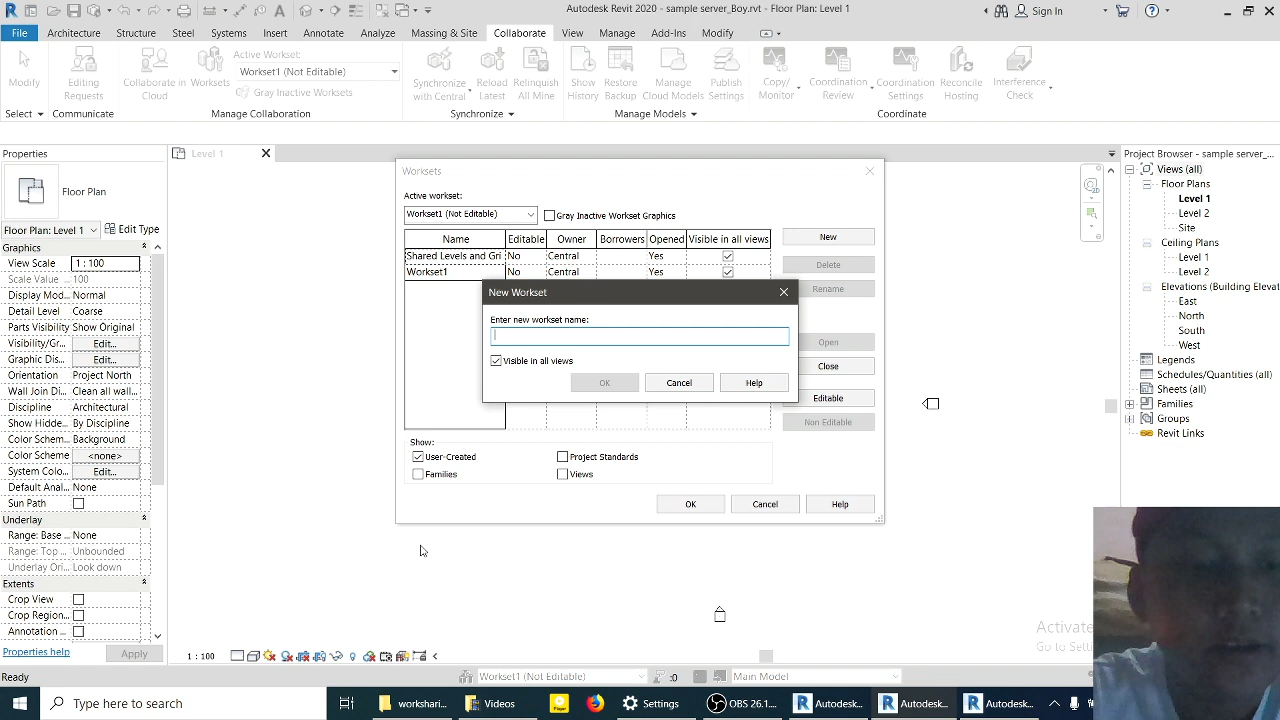 Autodesk Revit 2020 - sample server_Boy.rvt - Floor Plan: Level 1
Sign In
File Architecture Structure Steel Systems Insert Annotate Analyze Massing & Site Collaborate View Manage Add-Ins Modify
Modify
Editing Requests
Collaborate in Cloud
Worksets
Active Workset:
Workset1 (Not Editable)
Gray Inactive Worksets
Synchronize with Central
Reload Latest
Relinquish All Mine
Show History
Restore Backup
Manage Cloud Models
Publish Settings
Copy/ Monitor
Coordination Review
Coordination Settings
Reconcile Hosting
Interference Check
Select Communicate Manage Collaboration Synchronize Manage Models Coordinate
Properties
Floor Plan
Floor Plan: Level 1 Edit Type
Graphics
View Scale 1 : 100
Scale Value 100
Display Mod... Normal
Detail Level Coarse
Parts Visibility Show Original
Visibility/Gr... Edit...
Graphic Dis... Edit...
Orientation Project North
Wall Join Di... Clean all wall...
Discipline Architectural
Show Hidde... By Discipline
Color Schem... Background
Color Scheme <none>
System Colo... Edit...
Default Anal... None
Sun Path
Underlay
Range: Base ... None
Range: Top ... Unbounded
Underlay Ori... Look down
Extents
Crop View
Crop Region...
Annotation ...
Properties help Apply
Level 1
Worksets
Active workset:
Workset1 (Not Editable) Gray Inactive Workset Graphics
Name Editable Owner Borrowers Opened Visible in all views
Shared Levels and Gri No Central Yes
Workset1 No Central Yes
New
Delete
Rename
Open
Close
Editable
Non Editable
New Workset
Enter new workset name:
Visible in all views
OK Cancel Help
Show:
User-Created Project Standards
Families Views
OK Cancel Help
Project Browser - sample server_...
Views (all)
Floor Plans
Level 1
Level 2
Site
Ceiling Plans
Level 1
Level 2
Elevations (Building Elevat
East
North
South
West
Legends
Schedules/Quantities (all)
Sheets (all)
Families
Groups
Revit Links
Activate
Go to Setti
1 : 100
Ready Workset1 (Not Editable) :0 Main Model
Type here to search
workshari...
Videos
Player
Settings
OBS 26.1...
Autodesk...
Autodesk...
Autodesk...